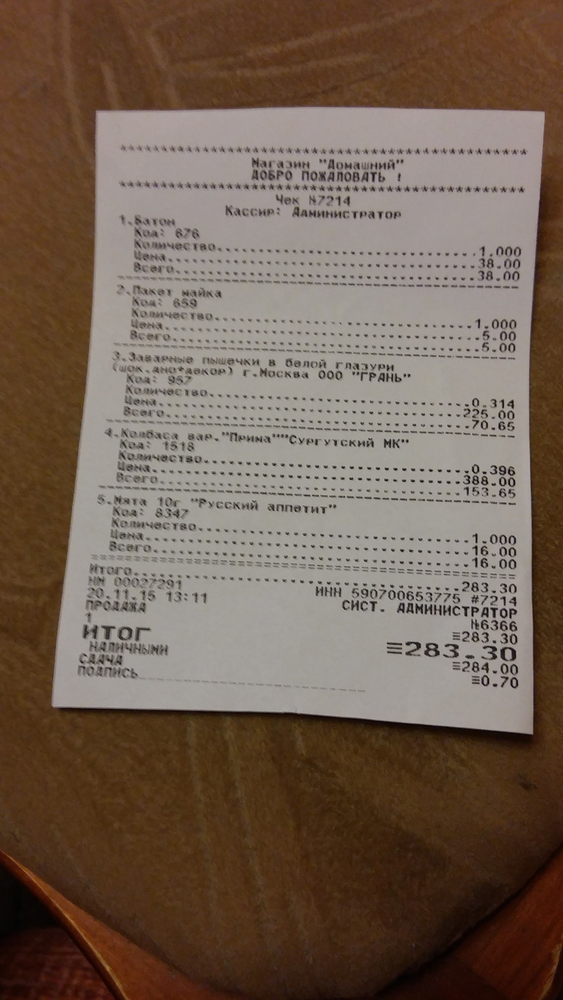 ****************************************
Магазин "Домашний"
ДОБРО ПОЖАЛОВАТЬ !
****************************************
Чек №7214
Кассир: Администратор
1.Батон
Код: 676
Количество..............................1.000
Цена..............................38.00
Всего..............................38.00
----------------------------------------
2.Пакет майка
Код: 659
Количество..............................1.000
Цена..............................5.00
Всего..............................5.00
----------------------------------------
3.Заварные пышечки в белой глазури
(шок.дно+декор) г.Москва ООО "ГРАНЬ"
Код: 957
Количество..............................0.314
Цена..............................225.00
Всего..............................70.65
----------------------------------------
4.Колбаса вар."Прима""Сургутский МК"
Код: 1518
Количество..............................0.396
Цена..............................388.00
Всего..............................153.65
----------------------------------------
5.Мята 10г "Русский аппетит"
Код: 8347
Количество..............................1.000
Цена..............................16.00
Всего..............................16.00
========================================
Итого..............................283.30
НМ 00027291 ИНН 590700653775 #7214
20.11.15 13:11 СИСТ. АДМИНИСТРАТОР
ПРОДАЖА №6366
1 ≡283.30
ИТОГ ≡283.30
НАЛИЧНЫМИ ≡284.00
СДАЧА ≡0.70
ПОДПИСЬ______________________________